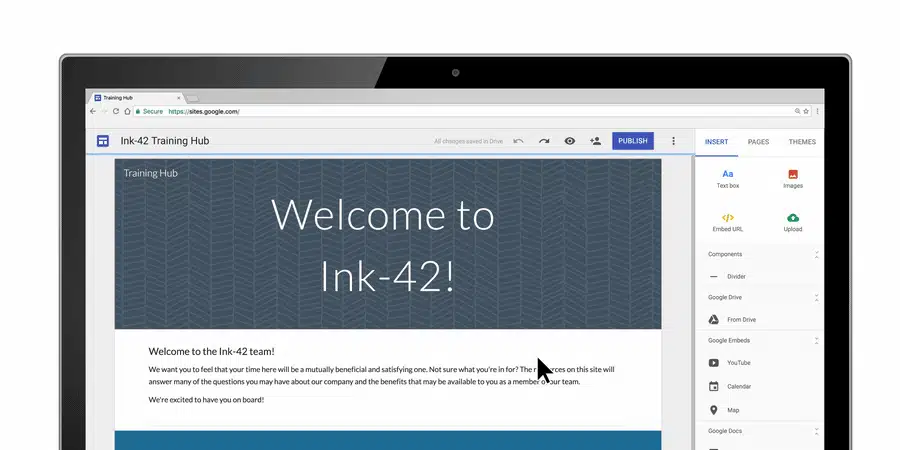 Training Hub
Secure https://sites.google.com/
Ink-42 Training Hub
All changes saved in Drive
PUBLISH
INSERT PAGES THEMES
Training Hub
Welcome to
Ink-42!
Aa
Text box
Images
Embed URL
Upload
Components
Divider
Google Drive
From Drive
Google Embeds
YouTube
Calendar
Map
Google Docs
Welcome to the Ink-42 team!
We want you to feel that your time here will be a mutually beneficial and satisfying one. Not sure what you're in for? The on this site will
answer many of the questions you may have about our company and the benefits that may be available to you as a member our team.
We're excited to have you on board!